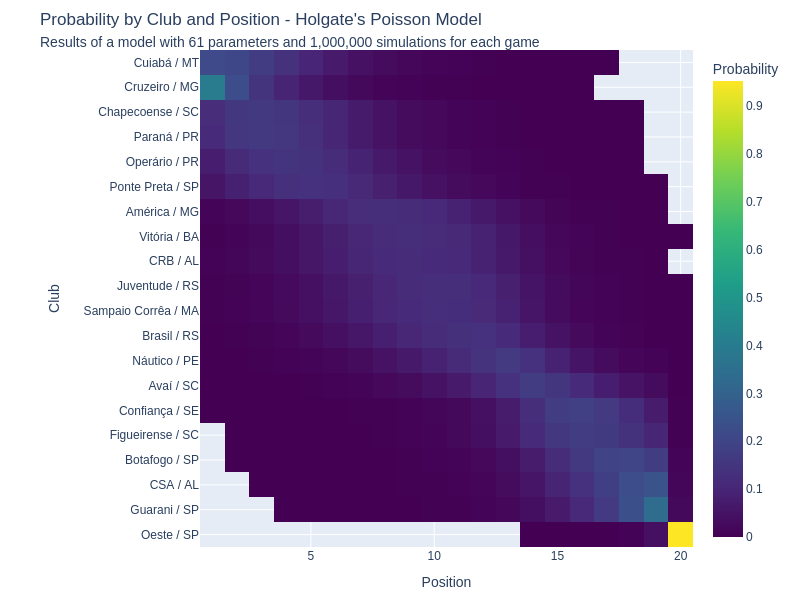 Probability by Club and Position - Holgate's Poisson Model
Results of a model with 61 parameters and 1,000,000 simulations for each game
Probability
Club
Cuiabá / MT
Cruzeiro / MG
Chapecoense / SC
Paraná / PR
Operário / PR
Ponte Preta / SP
América / MG
Vitória / BA
CRB / AL
Juventude / RS
Sampaio Corrêa / MA
Brasil / RS
Náutico / PE
Avaí / SC
Confiança / SE
Figueirense / SC
Botafogo / SP
CSA / AL
Guarani / SP
Oeste / SP
0.9
0.8
0.7
0.6
0.5
0.4
0.3
0.2
0.1
0
5
10
15
20
Position